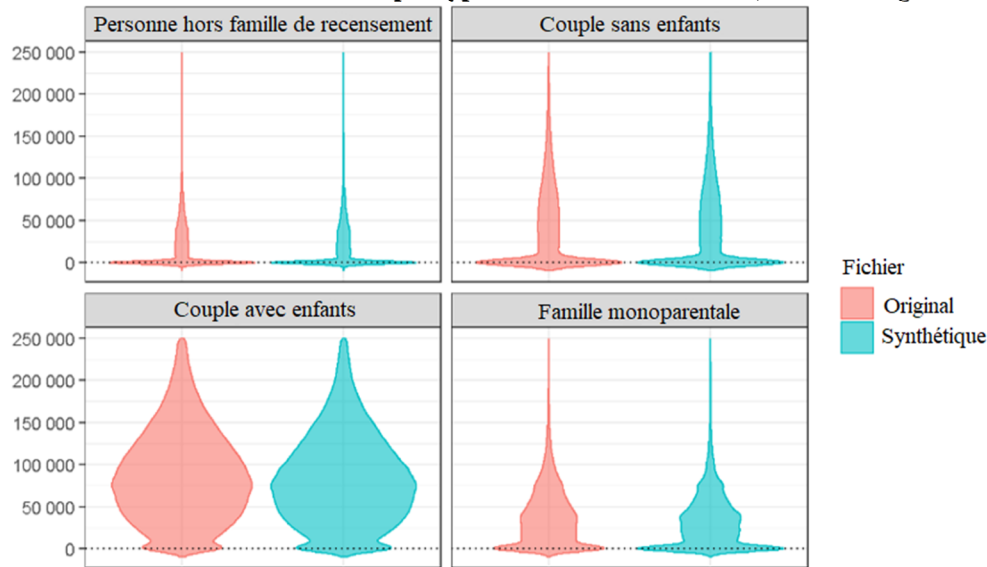 Personne hors famille de recensement
Couple sans enfants
250 000
200 000
150 000
100 000
50 000
0
Couple avec enfants
Famille monoparentale
250 000
200 000
150 000
100 000
50 000
0
Fichier
Original
Synthétique